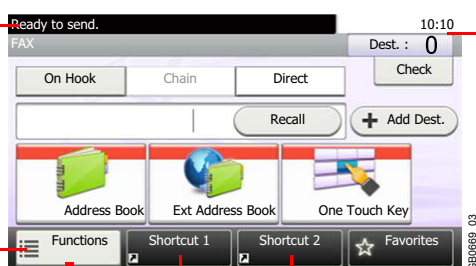 Ready to send.
10:10
FAX
Dest. : 0
On Hook
Chain
Direct
Check
Recall
Add Dest.
Address Book
Ext Address Book
One Touch Key
Functions
Shortcut 1
Shortcut 2
Favorites
GB0669_03